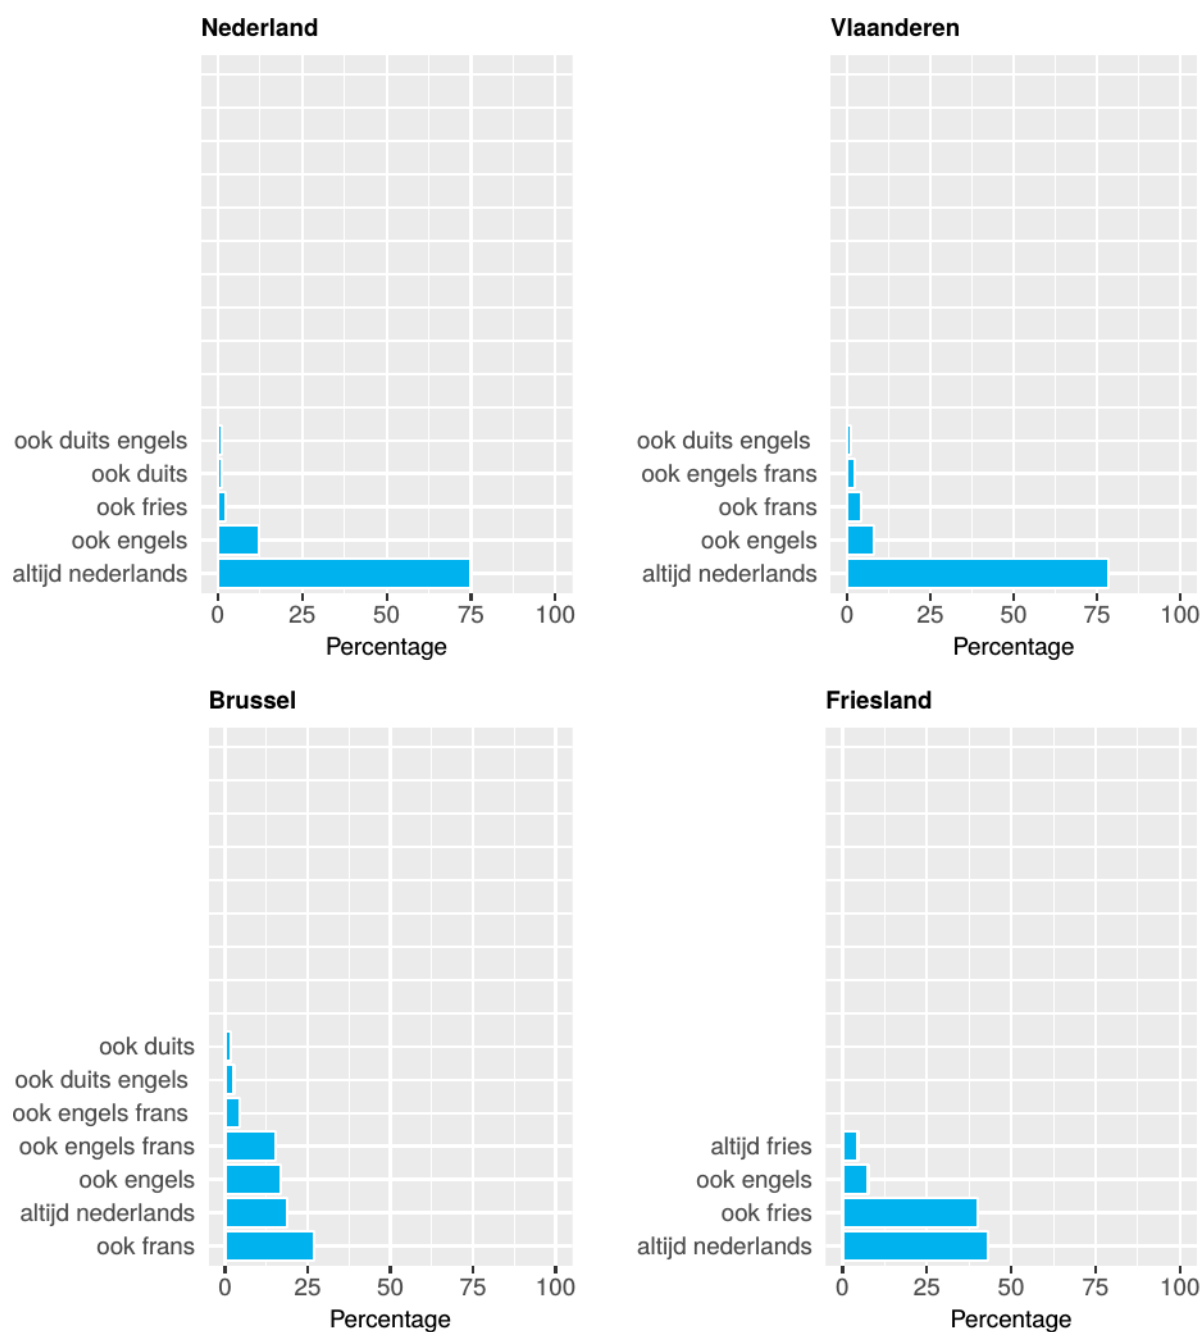 Nederland
ook duits engels
ook duits
ook fries
ook engels
altijd nederlands
0 25 50 75 100
Percentage
Vlaanderen
ook duits engels
ook engels frans
ook frans
ook engels
altijd nederlands
0 25 50 75 100
Percentage
Brussel
ook duits
ook duits engels
ook engels frans
ook engels frans
ook engels
altijd nederlands
ook frans
0 25 50 75 100
Percentage
Friesland
altijd fries
ook engels
ook fries
altijd nederlands
0 25 50 75 100
Percentage